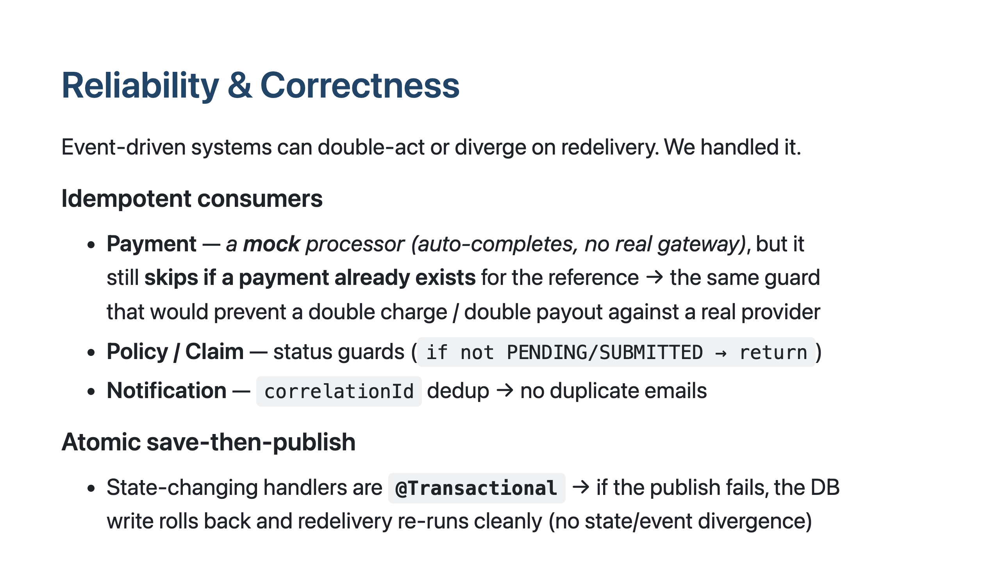 Reliability & Correctness
Event-driven systems can double-act or diverge on redelivery. We handled it.
Idempotent consumers
• Payment — a mock processor (auto-completes, no real gateway), but it
still skips if a payment already exists for the reference → the same guard
that would prevent a double charge / double payout against a real provider
• Policy / Claim — status guards ( if not PENDING/SUBMITTED → return )
• Notification — correlationId dedup → no duplicate emails
Atomic save-then-publish
• State-changing handlers are @Transactional → if the publish fails, the DB
write rolls back and redelivery re-runs cleanly (no state/event divergence)